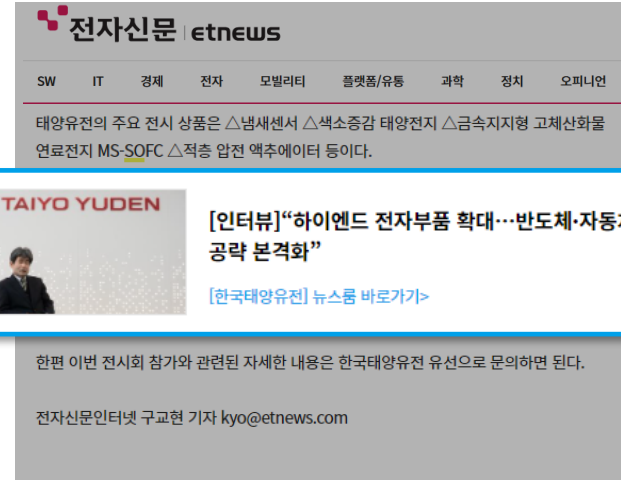 전자신문 etnews
SW IT 경제 전자 모빌리티 플랫폼/유통 과학 정치 오피니언
태양유전의 주요 전시 상품은 △냄새센서 △색소증감 태양전지 △금속지지형 고체산화물
연료전지 MS-SOFC △적층 압전 액추에이터 등이다.
TAIYO YUDEN
[인터뷰]“하이엔드 전자부품 확대…반도체·자동
공략 본격화”
[한국태양유전] 뉴스룸 바로가기>
한편 이번 전시회 참가와 관련된 자세한 내용은 한국태양유전 유선으로 문의하면 된다.
전자신문인터넷 구교현 기자 kyo@etnews.com